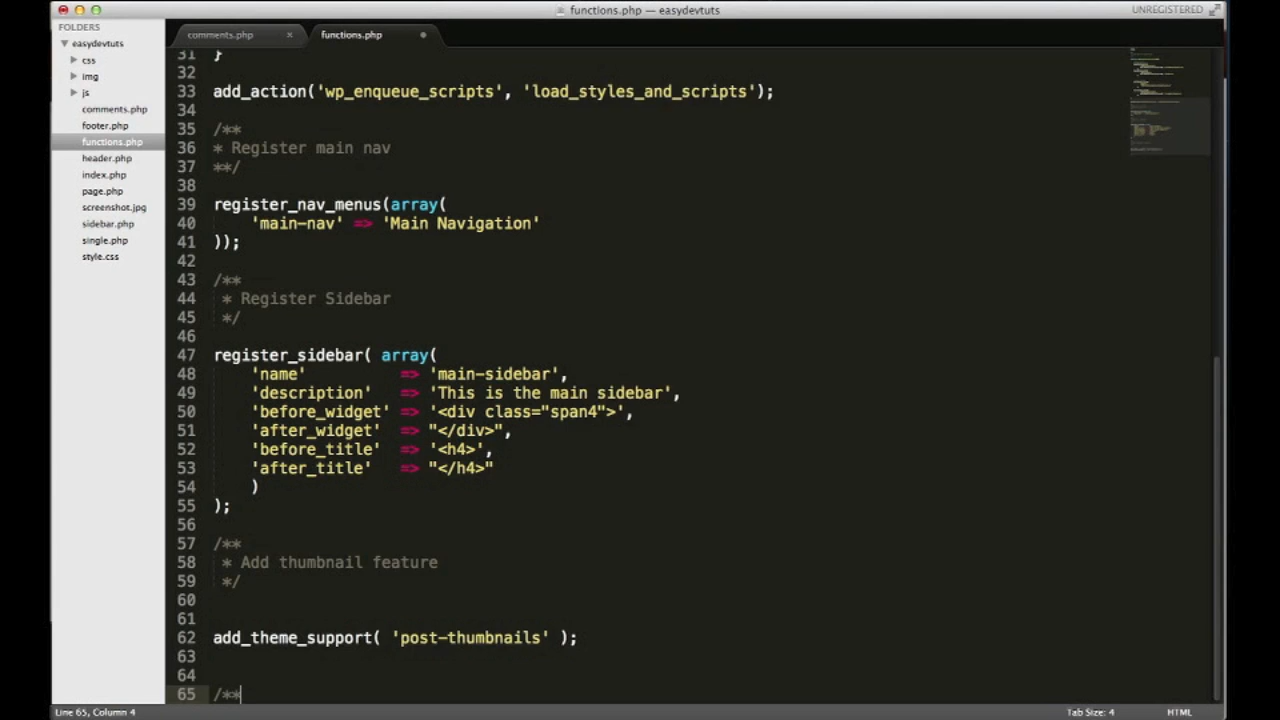 functions.php — easydevtuts
UNREGISTERED
FOLDERS
easydevtuts
css
img
js
comments.php
footer.php
functions.php
header.php
index.php
page.php
screenshot.jpg
sidebar.php
single.php
style.css
comments.php ×
functions.php
31 }
32
33 add_action('wp_enqueue_scripts', 'load_styles_and_scripts');
34
35 /**
36 * Register main nav
37 **/
38
39 register_nav_menus(array(
40 'main-nav' => 'Main Navigation'
41 ));
42
43 /**
44 * Register Sidebar
45 */
46
47 register_sidebar( array(
48 'name' => 'main-sidebar',
49 'description' => 'This is the main sidebar',
50 'before_widget' => '<div class="span4">',
51 'after_widget' => "</div>",
52 'before_title' => '<h4>',
53 'after_title' => "</h4>"
54 )
55 );
56
57 /**
58 * Add thumbnail feature
59 */
60
61
62 add_theme_support( 'post-thumbnails' );
63
64
65 /**
Line 65, Column 4
Tab Size: 4
HTML